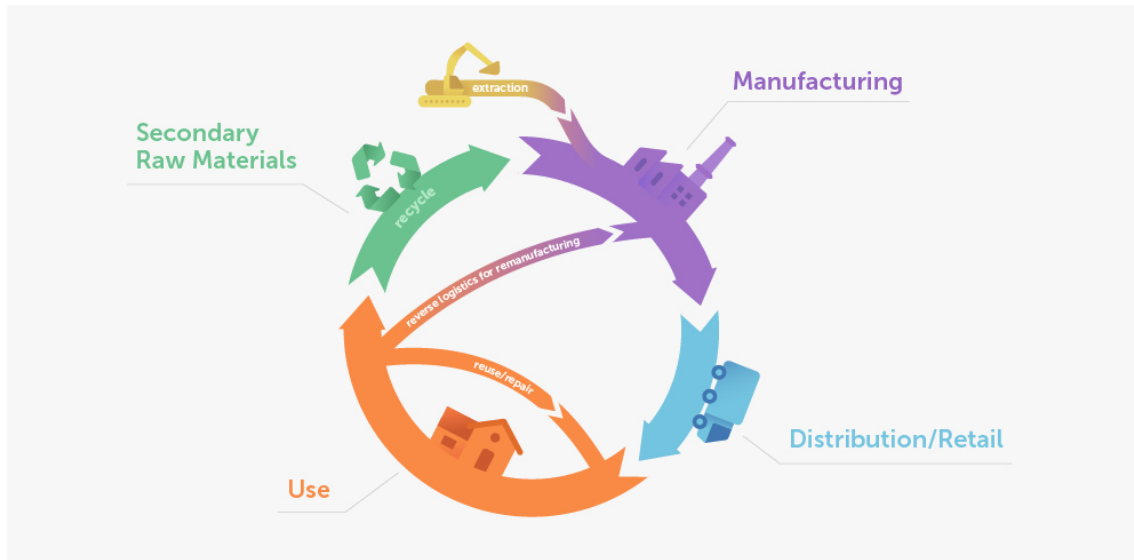 extraction
Manufacturing
Secondary
Raw Materials
recycle
reverse logistics for remanufacturing
reuse/repair
Distribution/Retail
Use